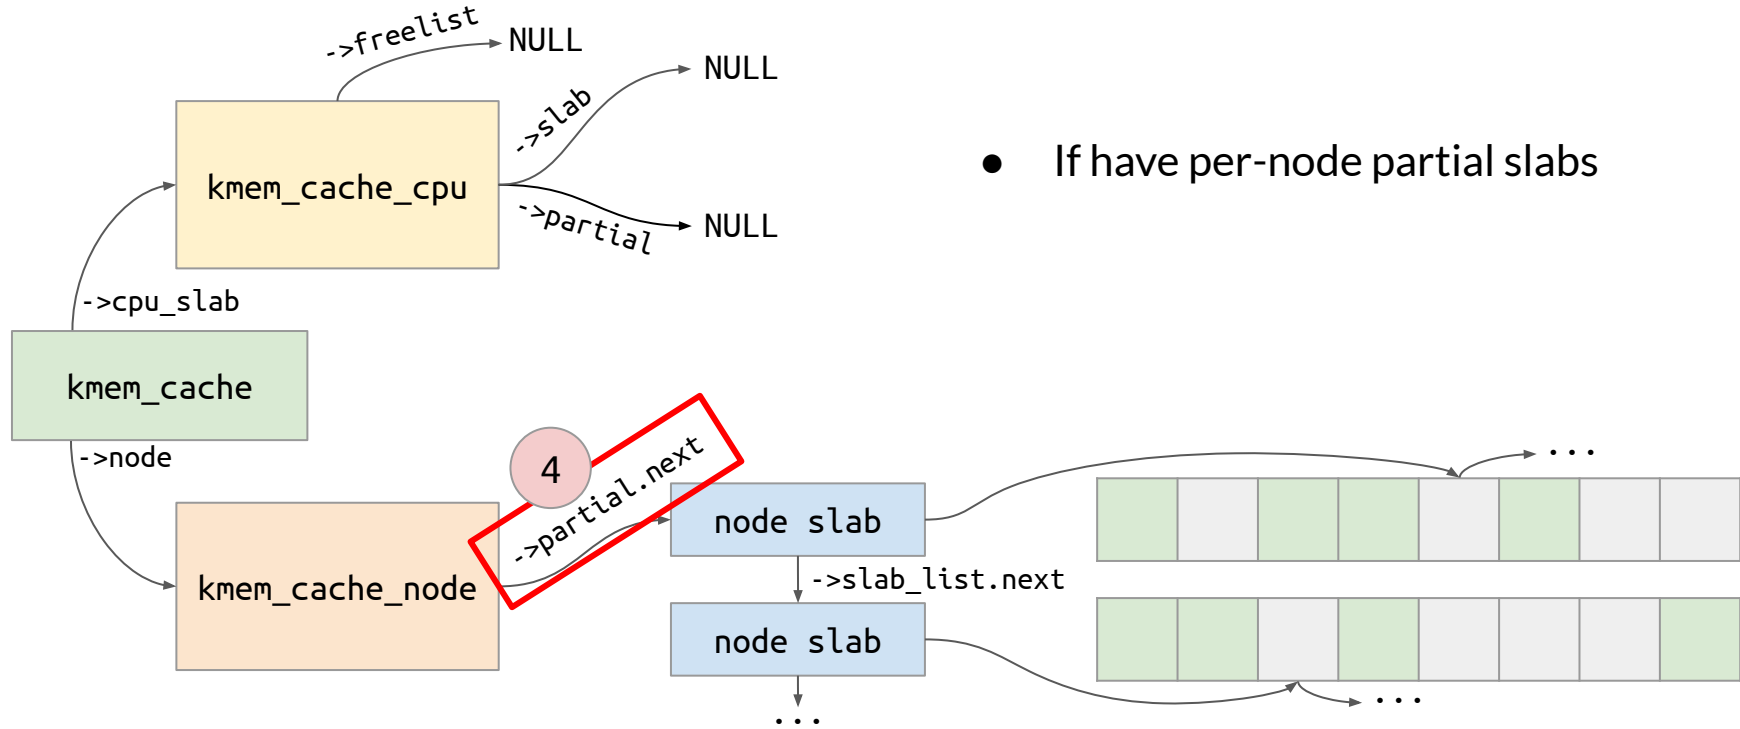 ->freelist
NULL
NULL
->slab
● If have per-node partial slabs
kmem_cache_cpu
->partial
NULL
->cpu_slab
kmem_cache
->node
4
->partial.next
...
node slab
->slab_list.next
kmem_cache_node
node slab
...
...